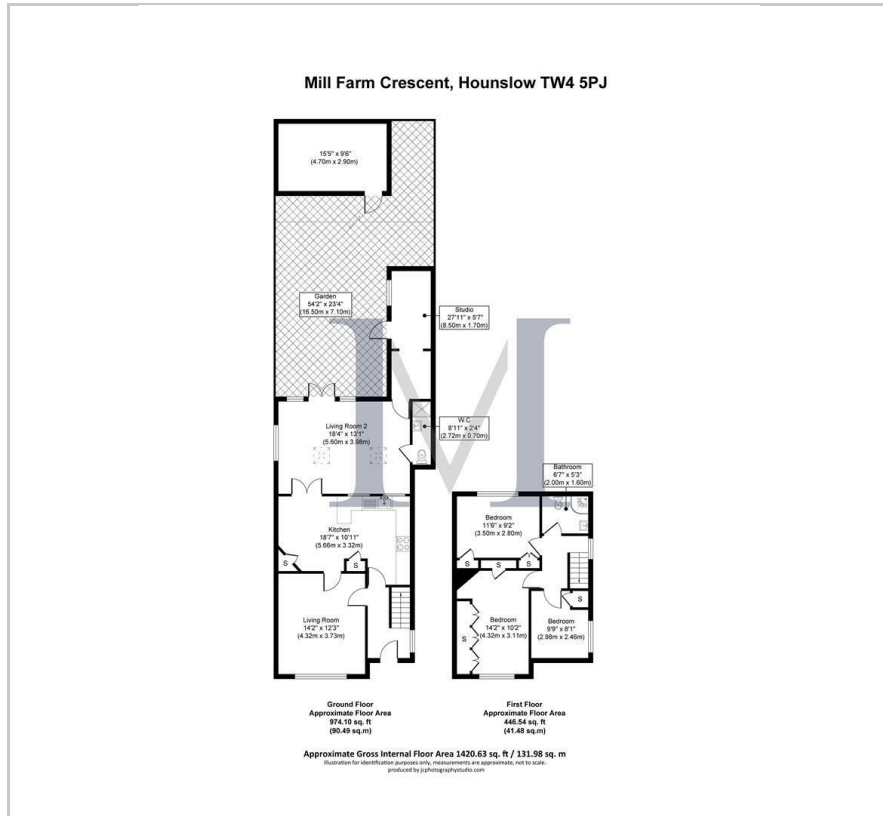 Mill Farm Crescent, Hounslow TW4 5PJ
15'5" x 9'6"
(4.70m x 2.90m)
Garden
54'2" x 23'4"
(16.50m x 7.10m)
Studio
27'11" x 5'7"
(8.50m x 1.70m)
Living Room 2
18'4" x 13'1"
(5.60m x 3.98m)
W.C
8'11" x 2'4"
(2.72m x 0.70m)
Kitchen
18'7" x 10'11"
(5.66m x 3.32m)
S
S
Living Room
14'2" x 12'3"
(4.32m x 3.73m)
Bathroom
6'7" x 5'3"
(2.00m x 1.60m)
Bedroom
11'6" x 9'2"
(3.50m x 2.80m)
S
S
S
S
Bedroom
14'2" x 10'2"
(4.32m x 3.11m)
S
Bedroom
9'9" x 8'1"
(2.98m x 2.46m)
Ground Floor
Approximate Floor Area
974.10 sq. ft
(90.49 sq.m)
First Floor
Approximate Floor Area
446.54 sq. ft
(41.48 sq.m)
Approximate Gross Internal Floor Area 1420.63 sq. ft / 131.98 sq. m
Illustration for identification purposes only, measurements are approximate, not to scale.
produced by jcphotographystudio.com
M